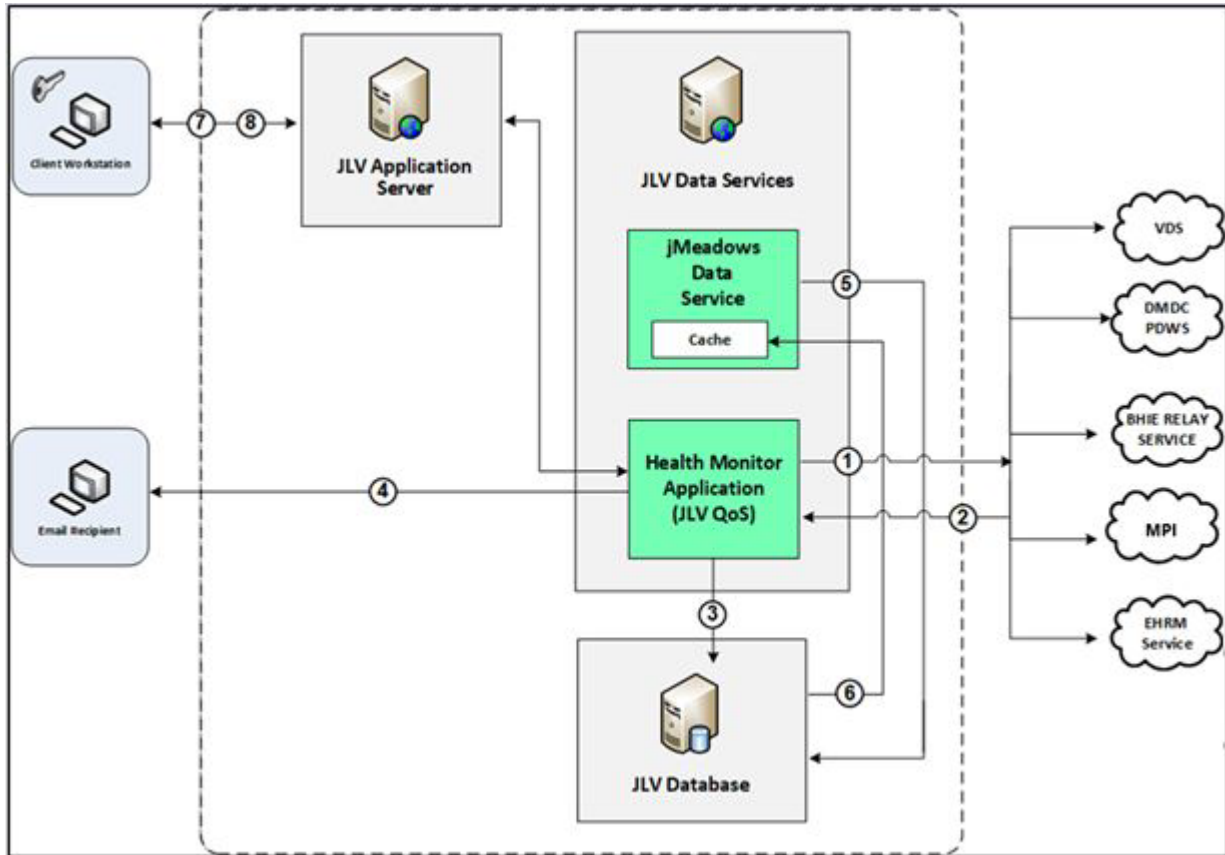 Client Workstation
7
8
JLV Application
Server
JLV Data Services
jMeadows
Data
Service
Cache
5
Health Monitor
Application
(JLV QoS)
1
2
4
Email Recipient
3
6
JLV Database
VDS
DMDC
PDWS
BHIE RELAY
SERVICE
MPI
EHRM
Service